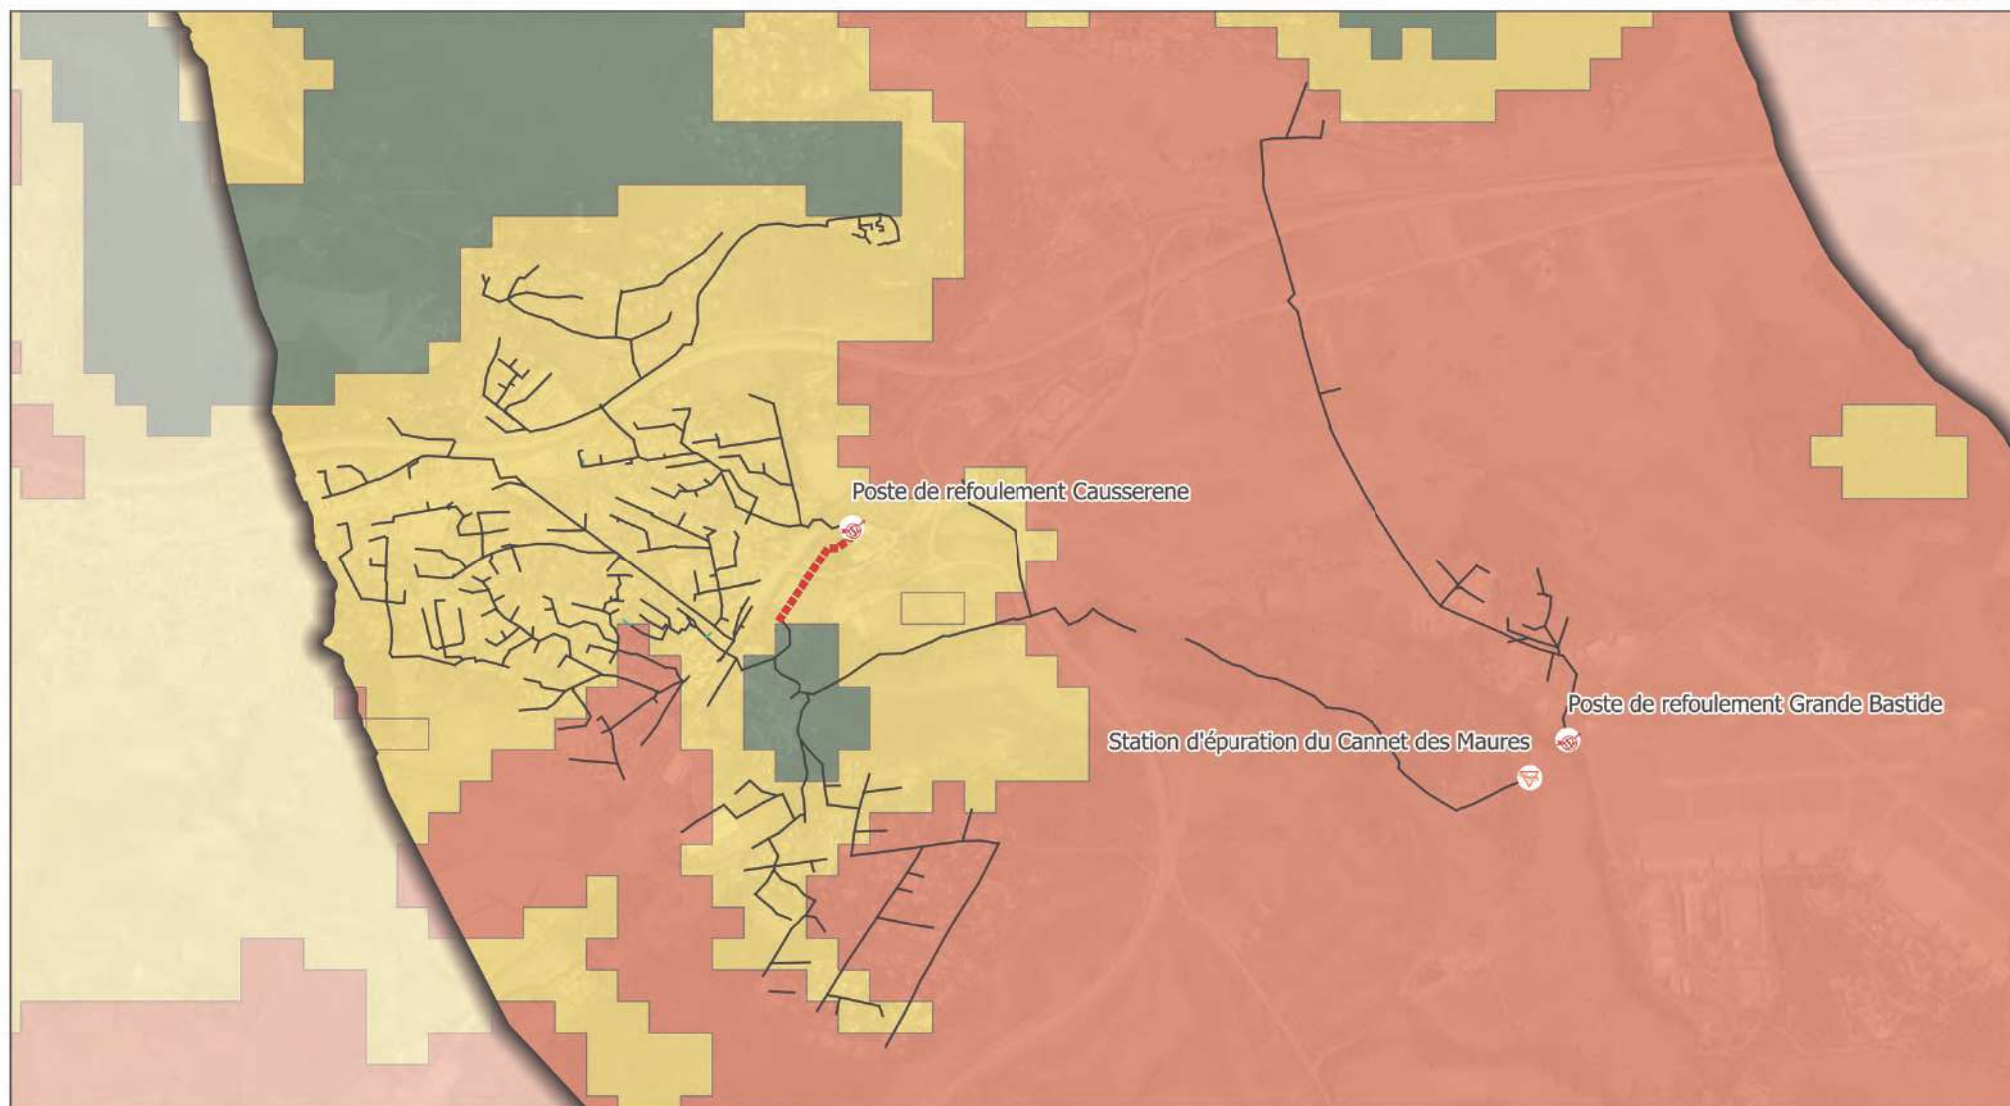 Poste de refoulement Causserene
Poste de refoulement Grande Bastide
Station d'épuration du Cannet des Maures